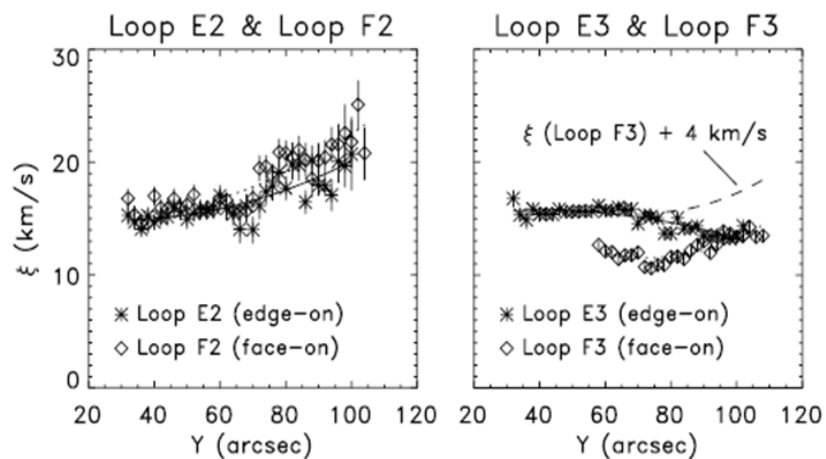 Loop E2 & Loop F2
30
20
10
0
ξ (km/s)
Loop E2 (edge-on)
Loop F2 (face-on)
20 40 60 80 100 120
Y (arcsec)
Loop E3 & Loop F3
ξ (Loop F3) + 4 km/s
Loop E3 (edge-on)
Loop F3 (face-on)
20 40 60 80 100 120
Y (arcsec)